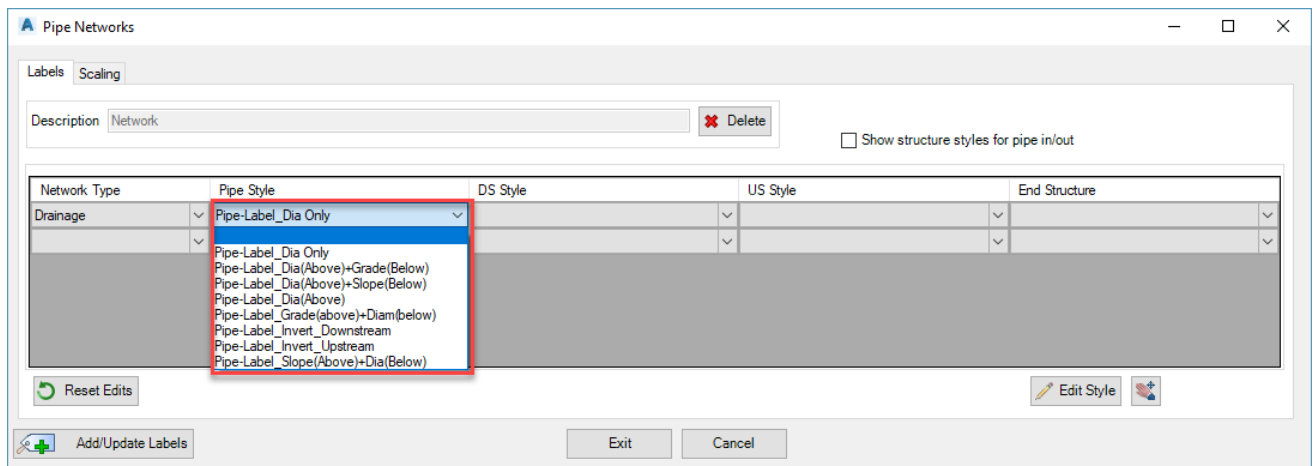 Pipe Networks
Labels Scaling
Description Network Delete
Show structure styles for pipe in/out
Network Type Pipe Style DS Style US Style End Structure
Drainage Pipe-Label_Dia Only
Pipe-Label_Dia Only
Pipe-Label_Dia(Above)+Grade(Below)
Pipe-Label_Dia(Above)+Slope(Below)
Pipe-Label_Dia(Above)
Pipe-Label_Grade(above)+Diam(below)
Pipe-Label_Invert_Downstream
Pipe-Label_Invert_Upstream
Pipe-Label_Slope(Above)+Dia(Below)
Reset Edits Edit Style
Add/Update Labels Exit Cancel